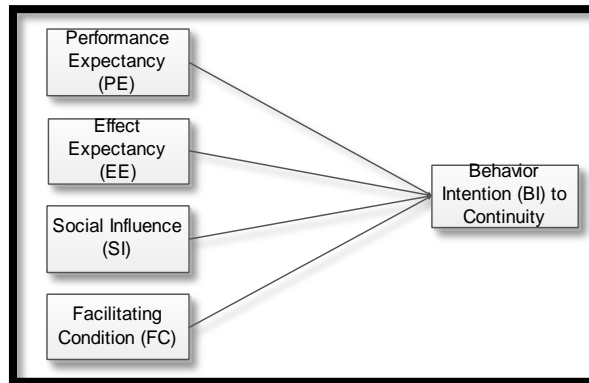 Performance
Expectancy
(PE)
Effect
Expectancy
(EE)
Social Influence
(SI)
Facilitating
Condition (FC)
Behavior
Intention (BI) to
Continuity